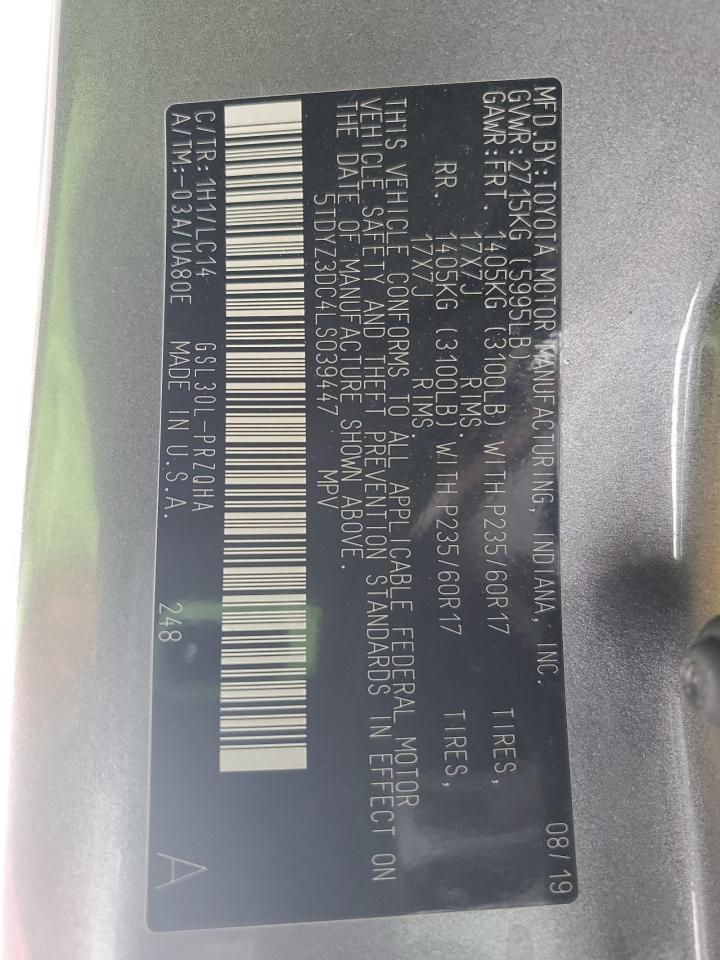 MFD.BY:TOYOTA MOTOR MANUFACTURING, INDIANA, INC. 08/19
GVWR:2715KG (5995LB)
GAWR:FRT. 1405KG (3100LB) WITH P235/60R17 TIRES,
17X7J RIMS.
RR. 1405KG (3100LB) WITH P235/60R17 TIRES,
17X7J RIMS.
THIS VEHICLE CONFORMS TO ALL APPLICABLE FEDERAL MOTOR
VEHICLE SAFETY AND THEFT PREVENTION STANDARDS IN EFFECT ON
THE DATE OF MANUFACTURE SHOWN ABOVE.
5TDYZ3DC4LS039447 MPV
C/TR:1H1/LC14 GSL30L-PRZQHA 248
A/TM:-03A/UA80E MADE IN U.S.A. A